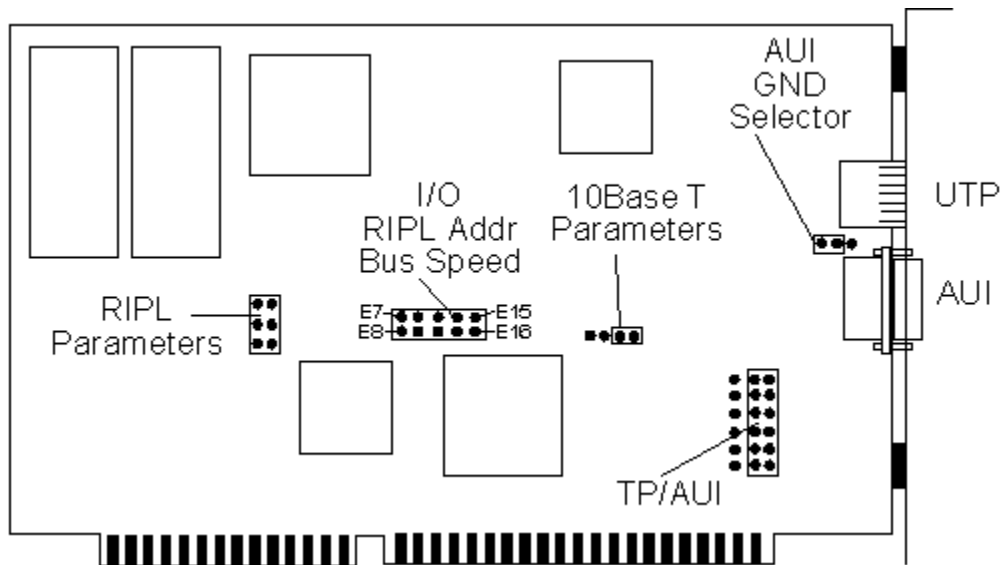 AUI
GND
Selector
I/O
RIPL Addr
Bus Speed
10Base T
Parameters
UTP
AUI
RIPL
Parameters
E7
E15
E8
E16
TP/AUI